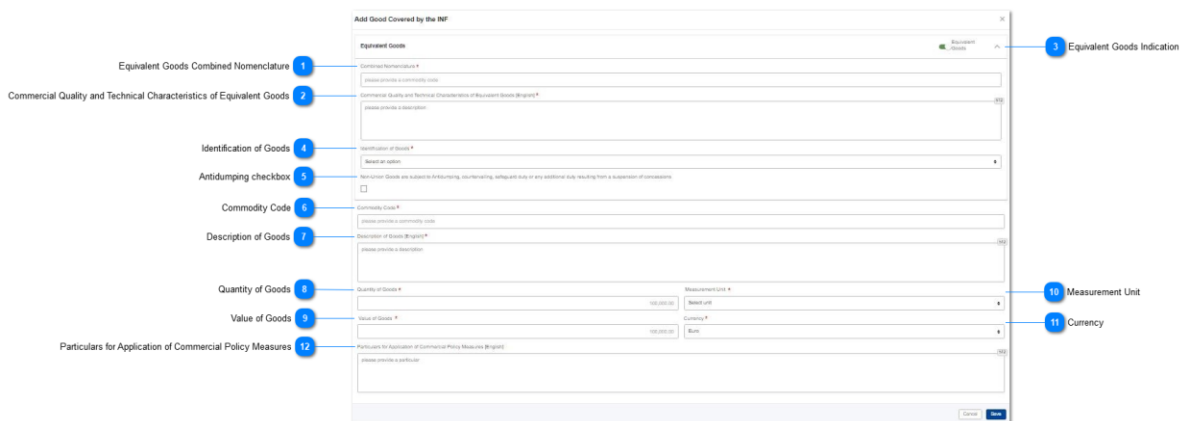 Add Good Covered by the INF
Equivalent Goods
Equivalent Goods
3 Equivalent Goods Indication
Equivalent Goods Combined Nomenclature 1
Combined Nomenclature *
please provide a commodity code
Commercial Quality and Technical Characteristics of Equivalent Goods 2
Commercial Quality and Technical Characteristics of Equivalent Goods [English] *
please provide a description
Identification of Goods 4
Identification of Goods *
Select an option
Antidumping checkbox 5
Non-Union Goods are subject to Antidumping, countervailing, safeguard duty or any additional duty resulting from a suspension of concessions
Commodity Code 6
Commodity Code *
please provide a commodity code
Description of Goods 7
Description of Goods [English] *
please provide a description
Quantity of Goods 8
Quantity of Goods *
100,000.00
Measurement Unit *
Select unit
10 Measurement Unit
Value of Goods 9
Value of Goods *
100,000.00
Currency *
Euro
11 Currency
Particulars for Application of Commercial Policy Measures 12
Particulars for Application of Commercial Policy Measures [English]
please provide a particular
Cancel Save